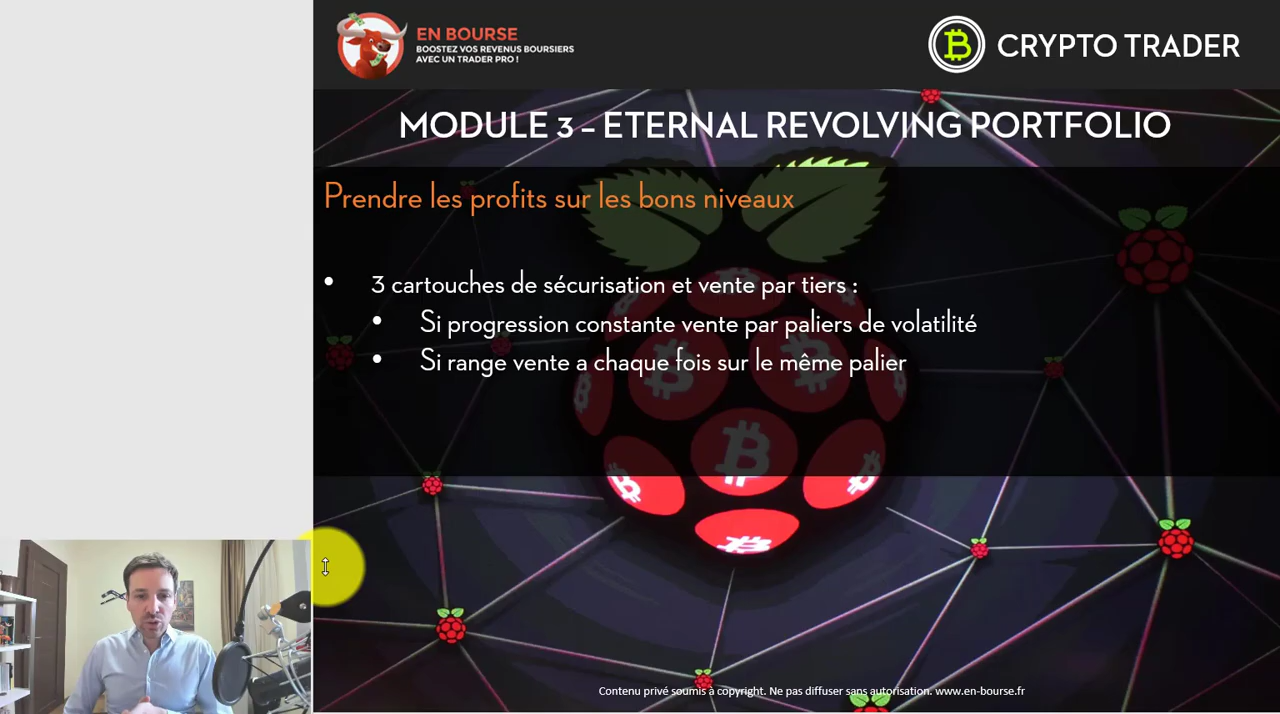 EN BOURSE
BOOSTEZ VOS REVENUS BOURSIERS
AVEC UN TRADER PRO !
CRYPTO TRADER
MODULE 3 – ETERNAL REVOLVING PORTFOLIO
Prendre les profits sur les bons niveaux
• 3 cartouches de sécurisation et vente par tiers :
• Si progression constante vente par paliers de volatilité
• Si range vente a chaque fois sur le même palier
Contenu privé soumis à copyright. Ne pas diffuser sans autorisation. www.en-bourse.fr